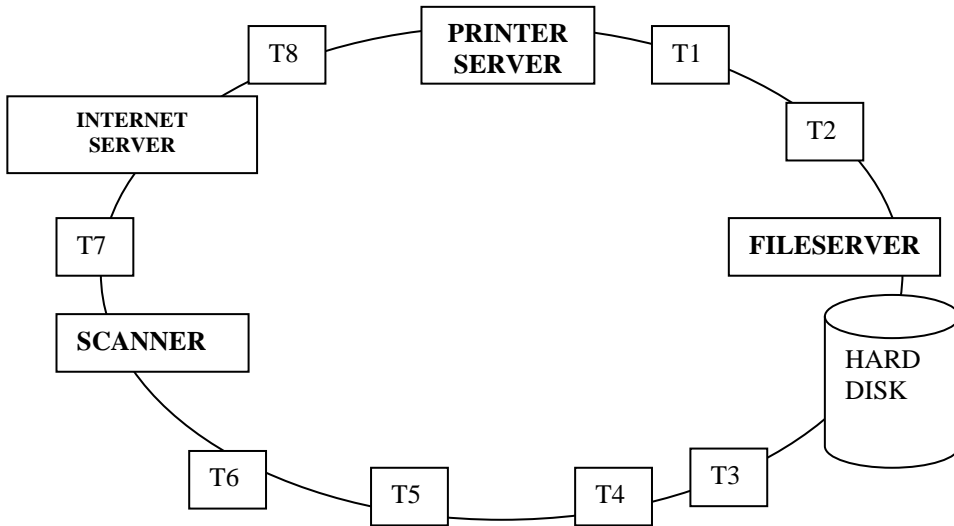 T8
PRINTER
SERVER
T1
INTERNET
SERVER
T2
T7
FILESERVER
SCANNER
HARD
DISK
T6
T5
T4
T3